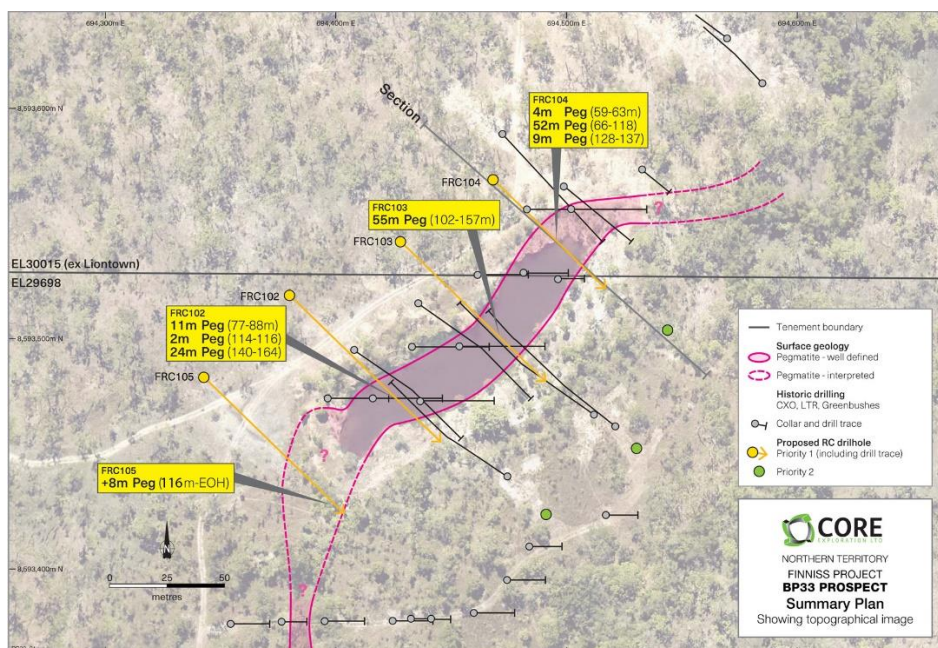 694,300m E
694,400m E
694,500m E
694,600m E
8,593,600m N
Section
FRC104
4m Peg (59-63m)
52m Peg (66-118)
9m Peg (128-137)
FRC104
FRC103
55m Peg (102-157m)
FRC103
?
EL30015 (ex Liontown)
EL29698
FRC102
FRC102
11m Peg (77-88m)
2m Peg (114-116)
24m Peg (140-164)
8,593,500m N
FRC105
?
FRC105
+8m Peg (116m-EOH)
8,593,400m N
?
0 25 50
metres
Tenement boundary
Surface geology
Pegmatite - well defined
Pegmatite - interpreted
Historic drilling
CXO, LTR, Greenbushes
Collar and drill trace
Proposed RC drilhole
Priority 1 (including drill trace)
Priority 2
CORE
EXPLORATION LTD
NORTHERN TERRITORY
FINNISS PROJECT
BP33 PROSPECT
Summary Plan
Showing topographical image